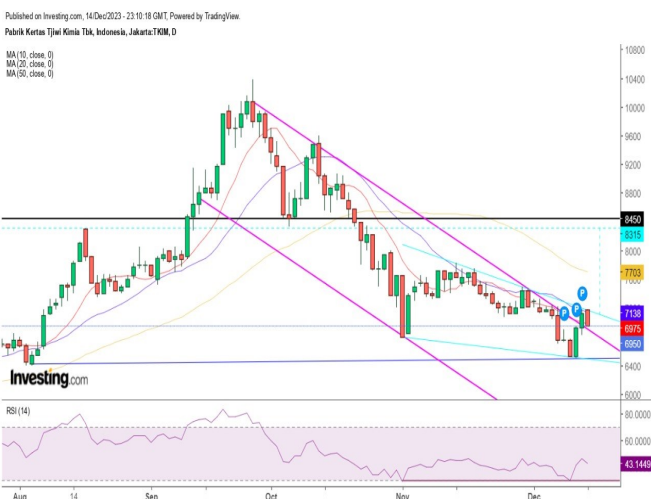 Published on Investing.com, 14/Dec/2023 - 23:10:18 GMT, Powered by TradingView.
Pabrik Kertas Tjiwi Kimia Tbk, Indonesia, Jakarta:TKIM, D
MA (10, close, 0)
MA (20, close, 0)
MA (50, close, 0)
10800
10400
10000
9600
9200
8800
8450
8315
8000
7703
7138
6975
6950
6400
6000
P
P
P
Investing.com
RSI (14)
80.0000
60.0000
43.1449
Aug
14
Sep
Oct
Nov
Dec